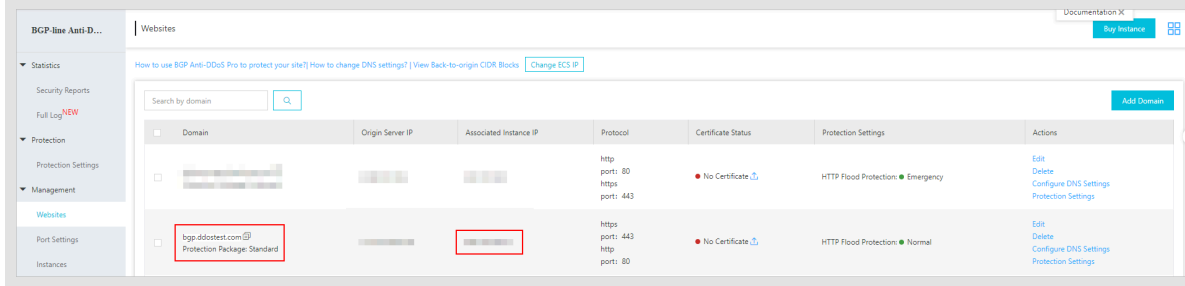 Documentation X
BGP-line Anti-D...
Websites
Buy Instance
Statistics
How to use BGP Anti-DDoS Pro to protect your site?| How to change DNS settings? | View Back-to-origin CIDR Blocks Change ECS IP
Security Reports
Search by domain
Add Domain
Full Log NEW
Domain Origin Server IP Associated Instance IP Protocol Certificate Status Protection Settings Actions
Protection
Protection Settings
Management
Websites
Port Settings
Instances
http
port: 80
https
port: 443
No Certificate
HTTP Flood Protection: Emergency
Edit
Delete
Configure DNS Settings
Protection Settings
bgp.ddostest.com
Protection Package: Standard
https
port: 443
http
port: 80
No Certificate
HTTP Flood Protection: Normal
Edit
Delete
Configure DNS Settings
Protection Settings